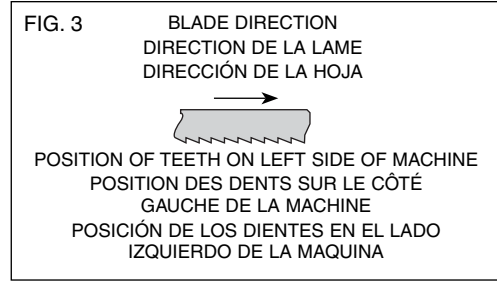 FIG. 3
BLADE DIRECTION
DIRECTION DE LA LAME
DIRECCIÓN DE LA HOJA
POSITION OF TEETH ON LEFT SIDE OF MACHINE
POSITION DES DENTS SUR LE CÔTÉ
GAUCHE DE LA MACHINE
POSICIÓN DE LOS DIENTES EN EL LADO
IZQUIERDO DE LA MAQUINA